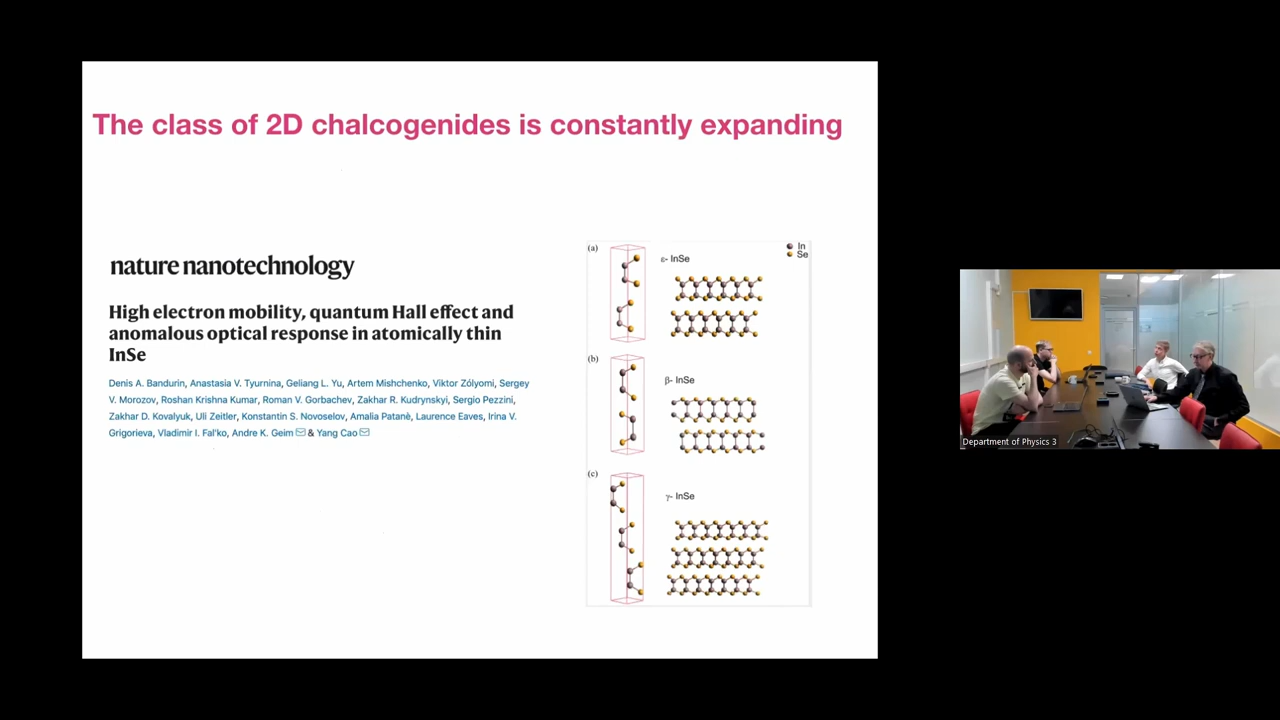 The class of 2D chalcogenides is constantly expanding
nature nanotechnology
High electron mobility, quantum Hall effect and
anomalous optical response in atomically thin
InSe
Denis A. Bandurin, Anastasia V. Tyurnina, Geliang L. Yu, Artem Mishchenko, Viktor Zólyomi, Sergey
V. Morozov, Roshan Krishna Kumar, Roman V. Gorbachev, Zakhar R. Kudrynskyi, Sergio Pezzini,
Zakhar D. Kovalyuk, Uli Zeitler, Konstantin S. Novoselov, Amalia Patanè, Laurence Eaves, Irina V.
Grigorieva, Vladimir I. Fal'ko, Andre K. Geim & Yang Cao
(a)
In
Se
ε- InSe
(b)
β- InSe
(c)
γ- InSe
Department of Physics 3